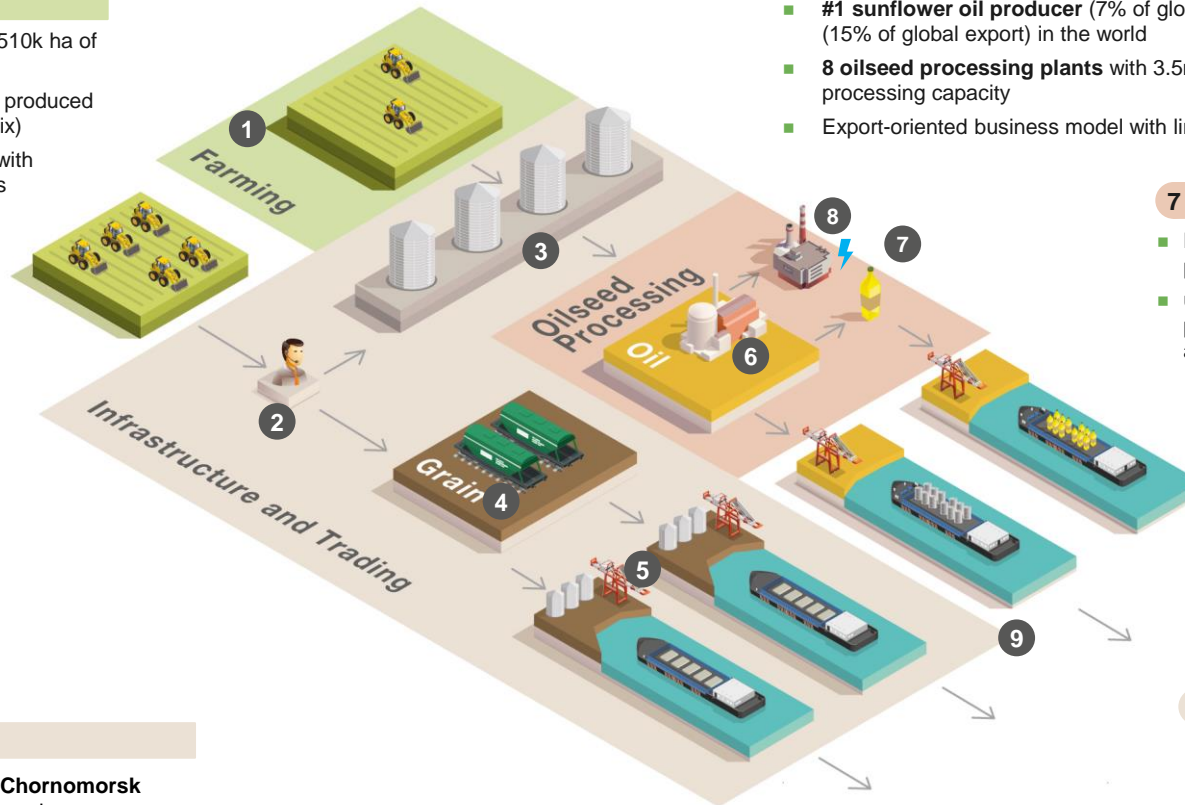 510k ha of
produced
ix)
with
s
#1 sunflower oil producer (7% of glo
(15% of global export) in the world
8 oilseed processing plants with 3.5m
processing capacity
Export-oriented business model with li
1
Farming
3
8
7
7
Oilseed
Processing
Oil
6
2
Infrastructure and Trading
Grain
4
5
9
Chornomorsk